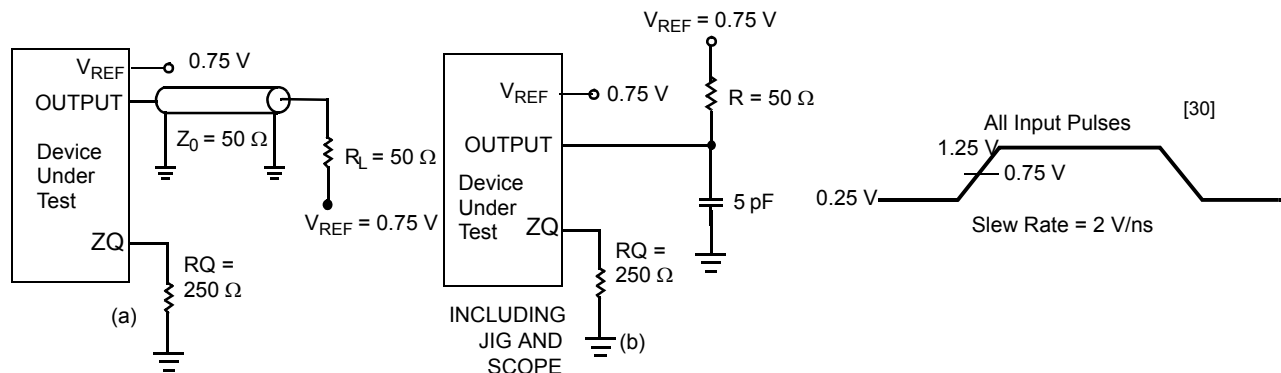 V_REF
0.75 V
OUTPUT
Z_0 = 50 Ω
Device
Under
Test
R_L = 50 Ω
V_REF = 0.75 V
ZQ
RQ =
250 Ω
(a)
V_REF = 0.75 V
V_REF
0.75 V
R = 50 Ω
OUTPUT
Device
Under
Test
5 pF
ZQ
RQ =
250 Ω
INCLUDING
JIG AND
SCOPE
(b)
[30]
All Input Pulses
1.25 V
0.75 V
0.25 V
Slew Rate = 2 V/ns